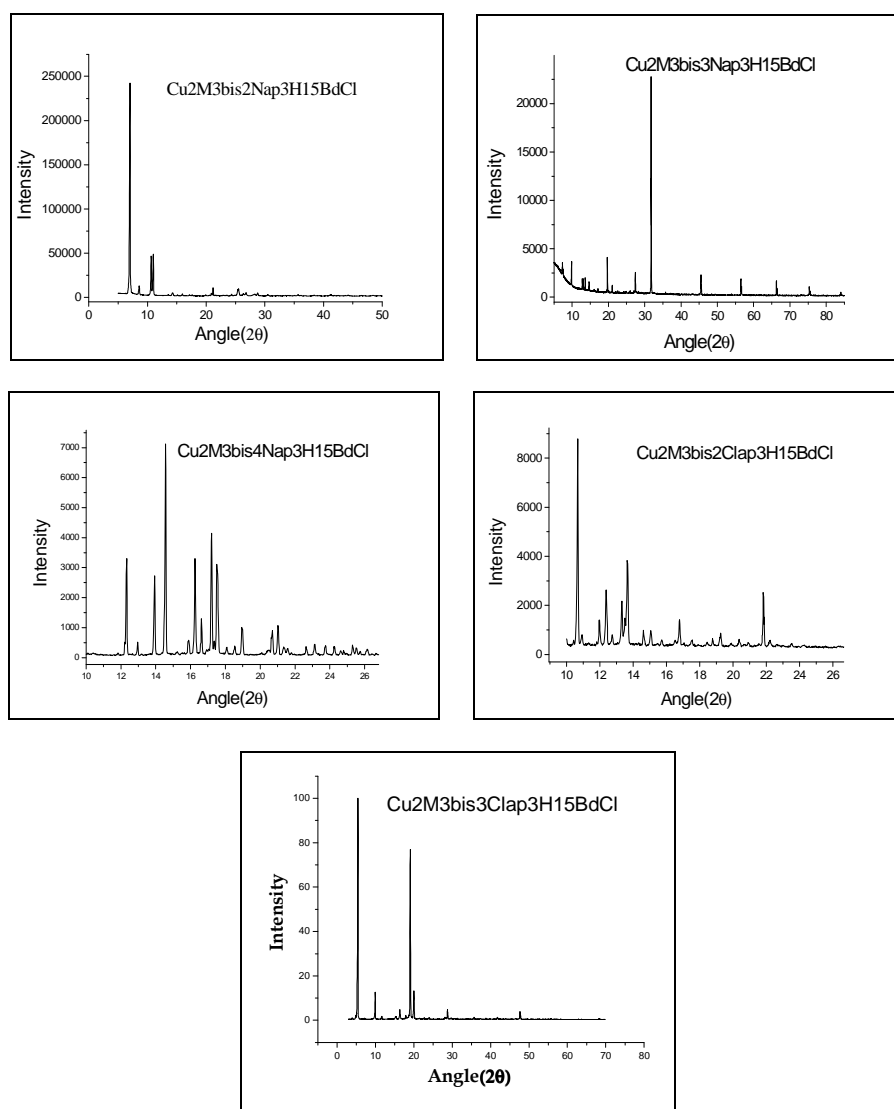 Cu2M3bis2Nap3H15BdCl
Intensity
250000
200000
150000
100000
50000
0
0 10 20 30 40 50
Angle(2θ)
Cu2M3bis3Nap3H15BdCl
Intensity
20000
15000
10000
5000
0
10 20 30 40 50 60 70 80
Angle(2θ)
Cu2M3bis4Nap3H15BdCl
Intensity
7000
6000
5000
4000
3000
2000
1000
0
10 12 14 16 18 20 22 24 26
Angle(2θ)
Cu2M3bis2Clap3H15BdCl
Intensity
8000
6000
4000
2000
0
10 12 14 16 18 20 22 24 26
Angle(2θ)
Cu2M3bis3Clap3H15BdCl
Intensity
100
80
60
40
20
0
0 10 20 30 40 50 60 70 80
Angle(2θ)